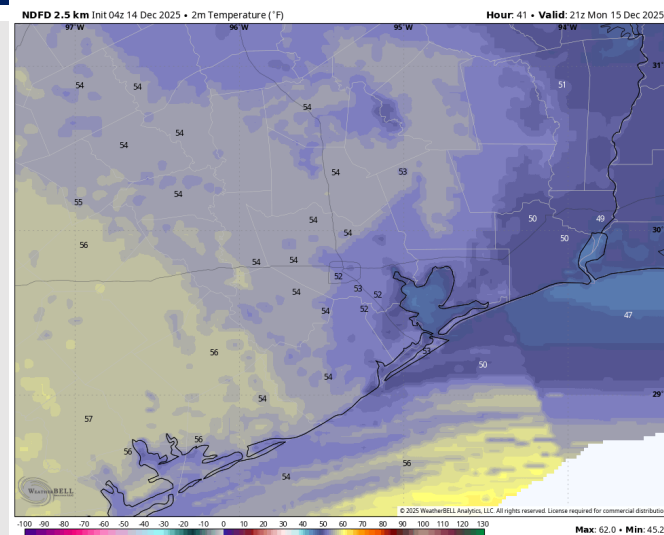 NDFD 2.5 km Init 04z 14 Dec 2025 • 2m Temperature (°F)
Hour: 41 • Valid: 21z Mon 15 Dec 2025
97°W 96°W 95°W 94°W
31°
54 54 51
54
54
54
54 53
54
55
54 50 49
30°
56 54 50
54 54
52
54 53 52
54 52
47
56 53
50
54
29°
54
57
56
56
56
54
WEATHERBELL
© 2025 WeatherBELL Analytics, LLC. All rights reserved. License required for commercial distributio
-100 -90 -80 -70 -60 -50 -40 -30 -20 -10 0 10 20 30 40 50 60 70 80 90 100 110 120 130
Max: 62.0 • Min: 45.2